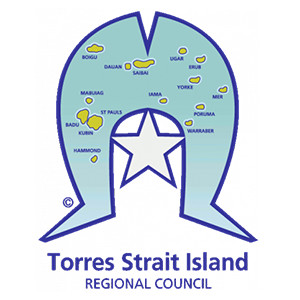 BOIGU
DAUAN
SAIBAI
UGAR
ERUB
YORKE
MER
MABUIAG
IAMA
ST PAULS
PORUMA
BADU
KUBIN
WARRABER
HAMMOND
©
Torres Strait Island
REGIONAL COUNCIL